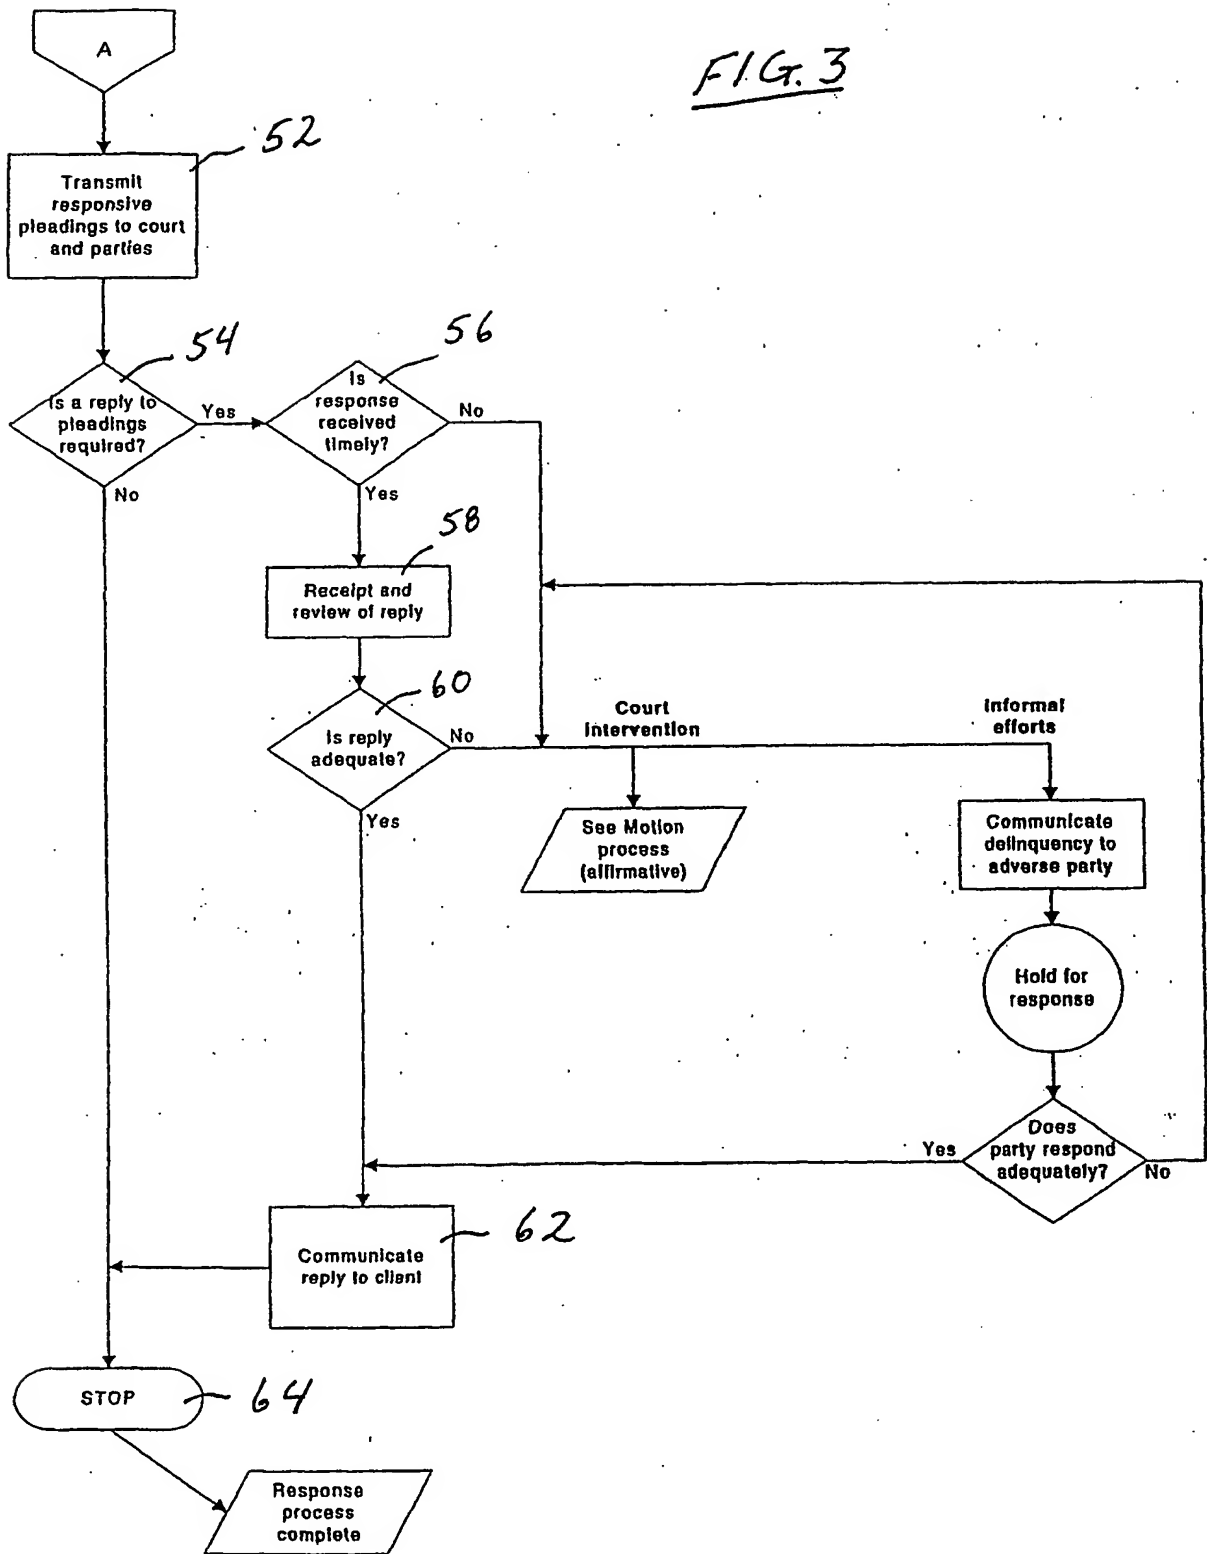 A
FIG. 3
52
Transmit
responsive
pleadings to court
and parties
54
56
Is a reply to
pleadings
required?
Yes
Is
response
received
timely?
No
No
Yes
58
Receipt and
review of reply
60
Is reply
adequate?
No
Court
intervention
Informal
efforts
Yes
See Motion
process
(affirmative)
Communicate
delinquency to
adverse party
Hold for
response
Does
party respond
adequately?
Yes
No
62
Communicate
reply to client
STOP
64
Response
process
complete